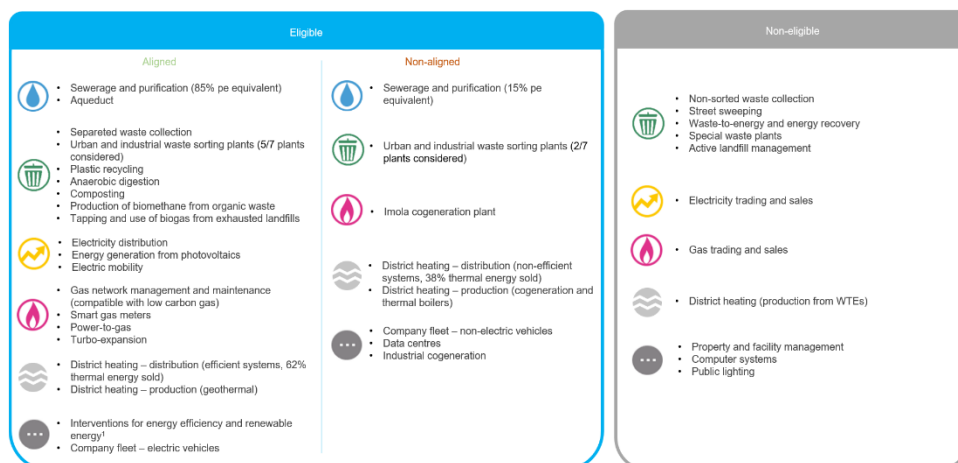 Eligible
Aligned
• Sewerage and purification (85% pe equivalent)
• Aqueduct
• Separeted waste collection
• Urban and industrial waste sorting plants (5/7 plants
considered)
• Plastic recycling
• Anaerobic digestion
• Composting
• Production of biomethane from organic waste
• Tapping and use of biogas from exhausted landfills
• Electricity distribution
• Energy generation from photovoltaics
• Electric mobility
• Gas network management and maintenance
(compatible with low carbon gas)
• Smart gas meters
• Power-to-gas
• Turbo-expansion
• District heating – distribution (efficient systems, 62%
thermal energy sold)
• District heating – production (geothermal)
• Interventions for energy efficiency and renewable
energy¹
• Company fleet – electric vehicles
Non-aligned
• Sewerage and purification (15% pe
equivalent)
• Urban and industrial waste sorting plants (2/7
plants considered)
• Imola cogeneration plant
• District heating – distribution (non-efficient
systems, 38% thermal energy sold)
• District heating – production (cogeneration and
thermal boilers)
• Company fleet – non-electric vehicles
• Data centres
• Industrial cogeneration
Non-eligible
• Non-sorted waste collection
• Street sweeping
• Waste-to-energy and energy recovery
• Special waste plants
• Active landfill management
• Electricity trading and sales
• Gas trading and sales
• District heating (production from WTEs)
• Property and facility management
• Computer systems
• Public lighting